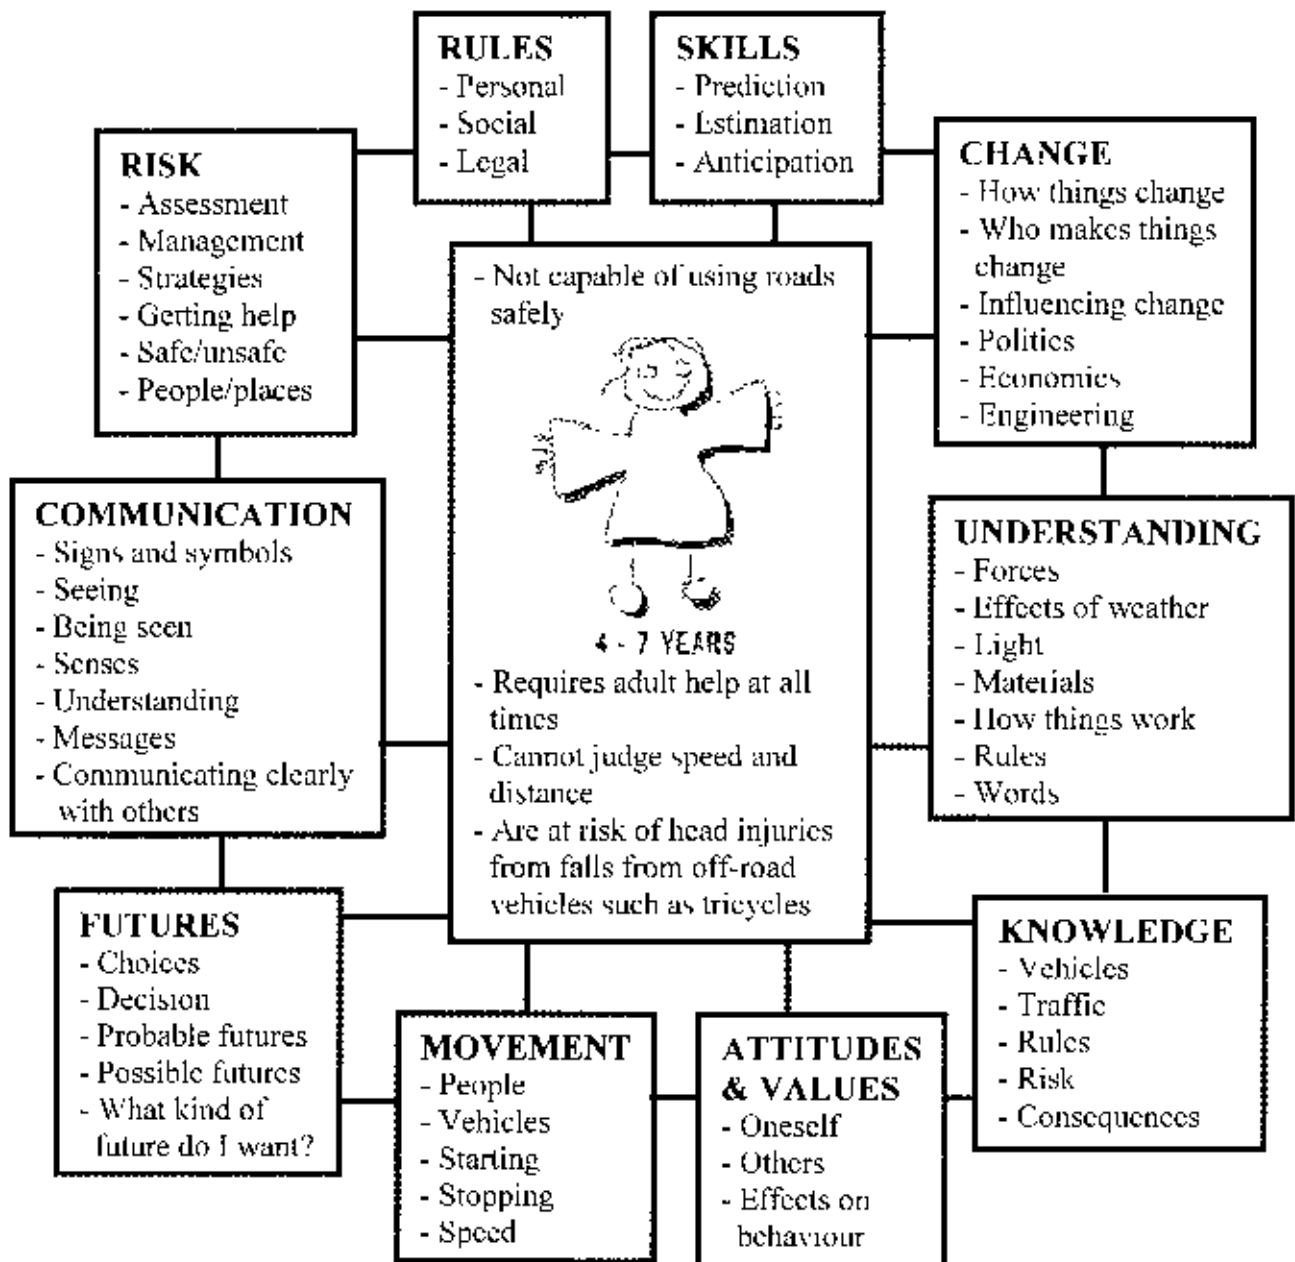 RULES
- Personal
- Social
- Legal
SKILLS
- Prediction
- Estimation
- Anticipation
RISK
- Assessment
- Management
- Strategies
- Getting help
- Safe/unsafe
- People/places
CHANGE
- How things change
- Who makes things
change
- Influencing change
- Politics
- Economics
- Engineering
- Not capable of using roads
safely
4 - 7 YEARS
- Requires adult help at all
times
- Cannot judge speed and
distance
- Are at risk of head injuries
from falls from off-road
vehicles such as tricycles
COMMUNICATION
- Signs and symbols
- Seeing
- Being seen
- Senses
- Understanding
- Messages
- Communicating clearly
with others
UNDERSTANDING
- Forces
- Effects of weather
- Light
- Materials
- How things work
- Rules
- Words
FUTURES
- Choices
- Decision
- Probable futures
- Possible futures
- What kind of
future do I want?
MOVEMENT
- People
- Vehicles
- Starting
- Stopping
- Speed
ATTITUDES
& VALUES
- Oneself
- Others
- Effects on
behaviour
KNOWLEDGE
- Vehicles
- Traffic
- Rules
- Risk
- Consequences